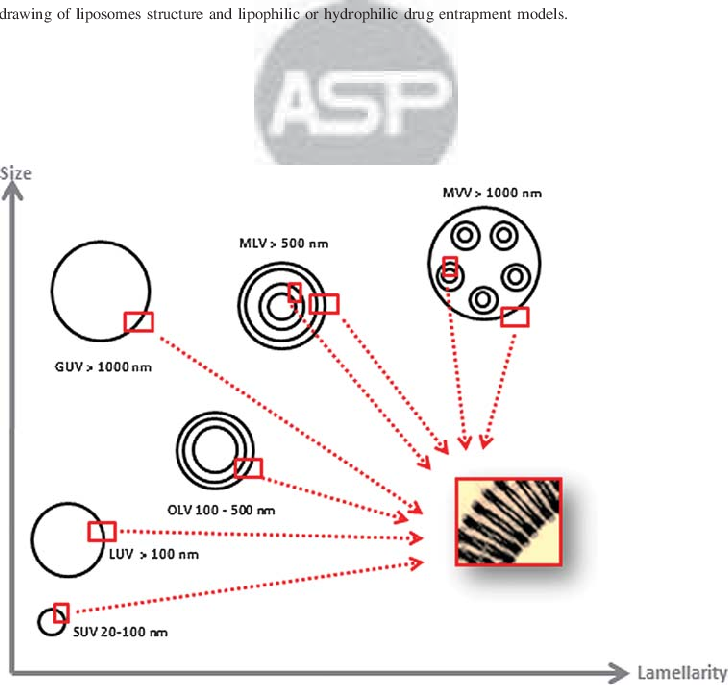 drawing of liposomes structure and lipophilic or hydrophilic drug entrapment models.
ASP
Size
MVV > 1000 nm
MLV > 500 nm
GUV > 1000 nm
OLV 100 - 500 nm
LUV > 100 nm
SUV 20-100 nm
Lamellarity